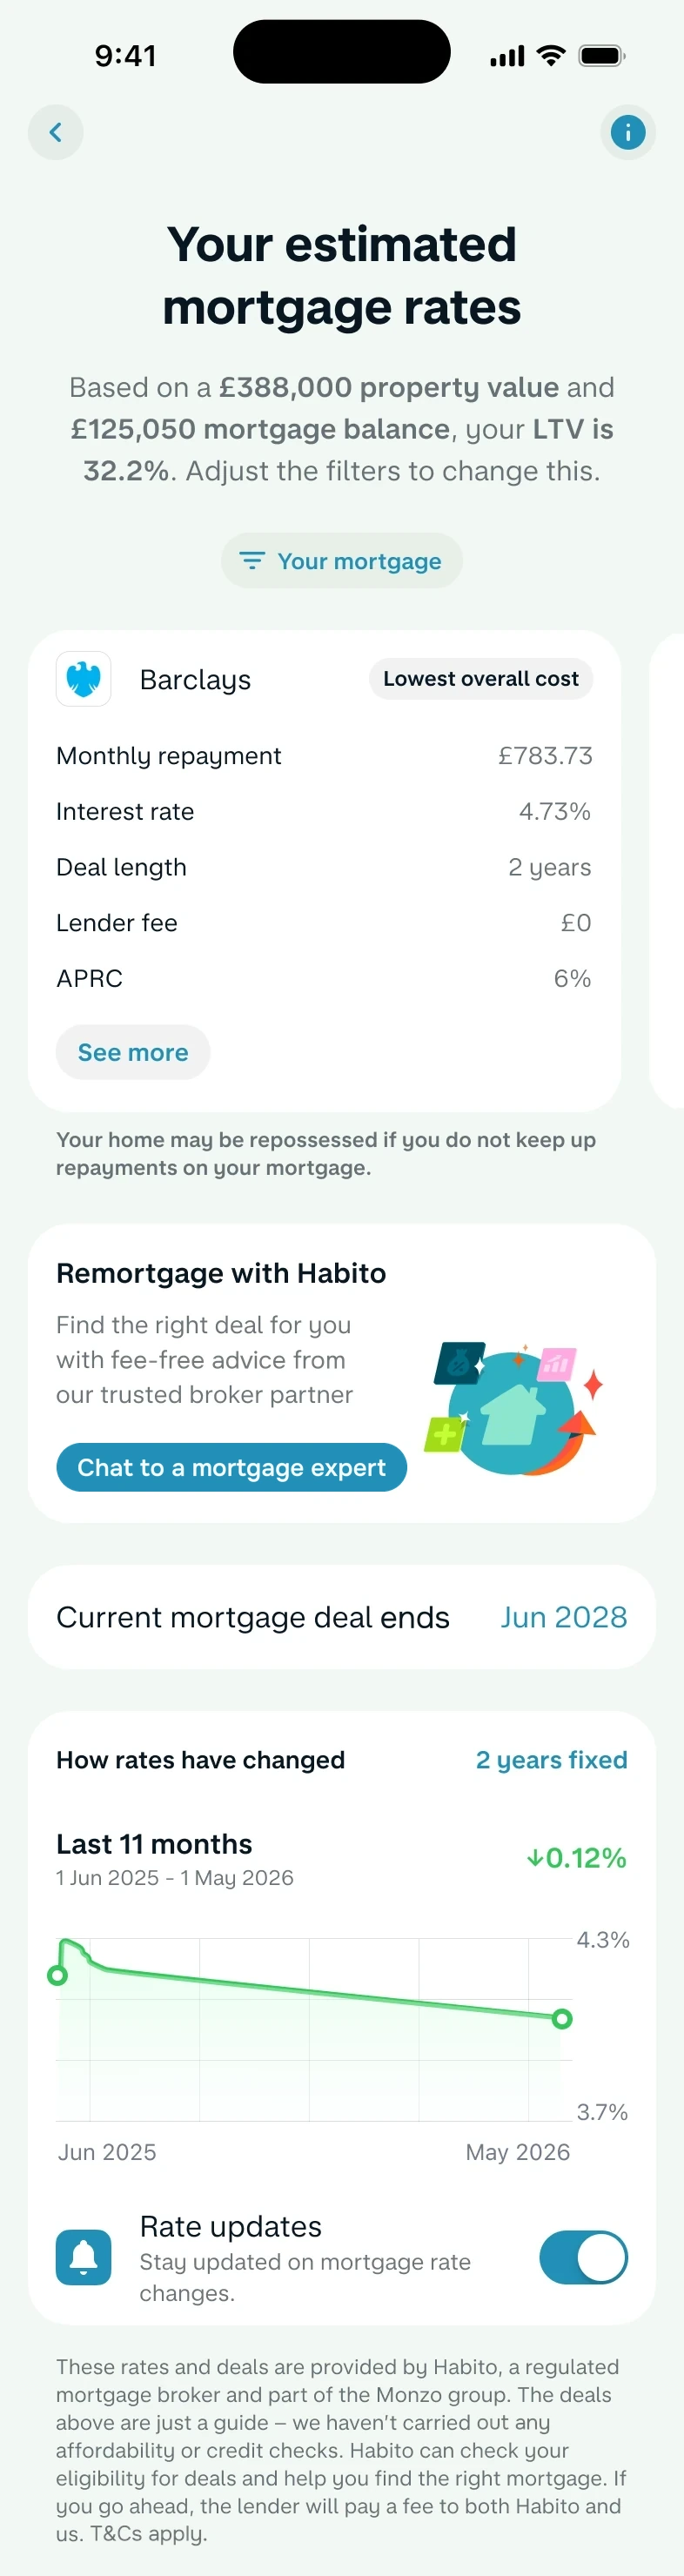 9:41
Your estimated
mortgage rates
Based on a £388,000 property value and
£125,050 mortgage balance, your LTV is
32.2%. Adjust the filters to change this.
Your mortgage
Barclays Lowest overall cost
Monthly repayment £783.73
Interest rate 4.73%
Deal length 2 years
Lender fee £0
APRC 6%
See more
Your home may be repossessed if you do not keep up
repayments on your mortgage.
Remortgage with Habito
Find the right deal for you
with fee-free advice from
our trusted broker partner
Chat to a mortgage expert
Current mortgage deal ends Jun 2028
How rates have changed 2 years fixed
Last 11 months
1 Jun 2025 - 1 May 2026
↓0.12%
4.3%
3.7%
Jun 2025 May 2026
Rate updates
Stay updated on mortgage rate
changes.
These rates and deals are provided by Habito, a regulated
mortgage broker and part of the Monzo group. The deals
above are just a guide – we haven't carried out any
affordability or credit checks. Habito can check your
eligibility for deals and help you find the right mortgage. If
you go ahead, the lender will pay a fee to both Habito and
us. T&Cs apply.